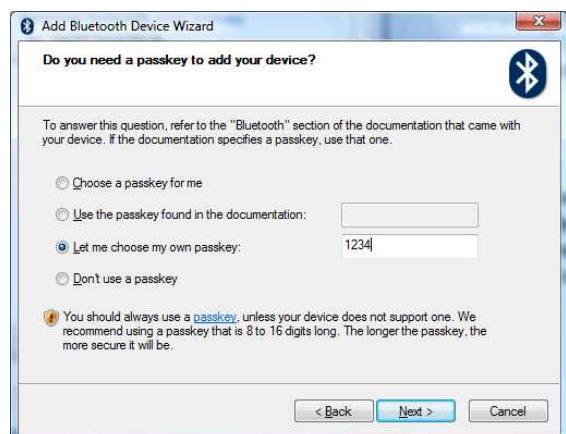 Add Bluetooth Device Wizard
Do you need a passkey to add your device?
To answer this question, refer to the "Bluetooth" section of the documentation that came with
your device. If the documentation specifies a passkey, use that one.
Choose a passkey for me
Use the passkey found in the documentation:
Let me choose my own passkey: 1234
Don't use a passkey
You should always use a passkey, unless your device does not support one. We
recommend using a passkey that is 8 to 16 digits long. The longer the passkey, the
more secure it will be.
< Back Next > Cancel